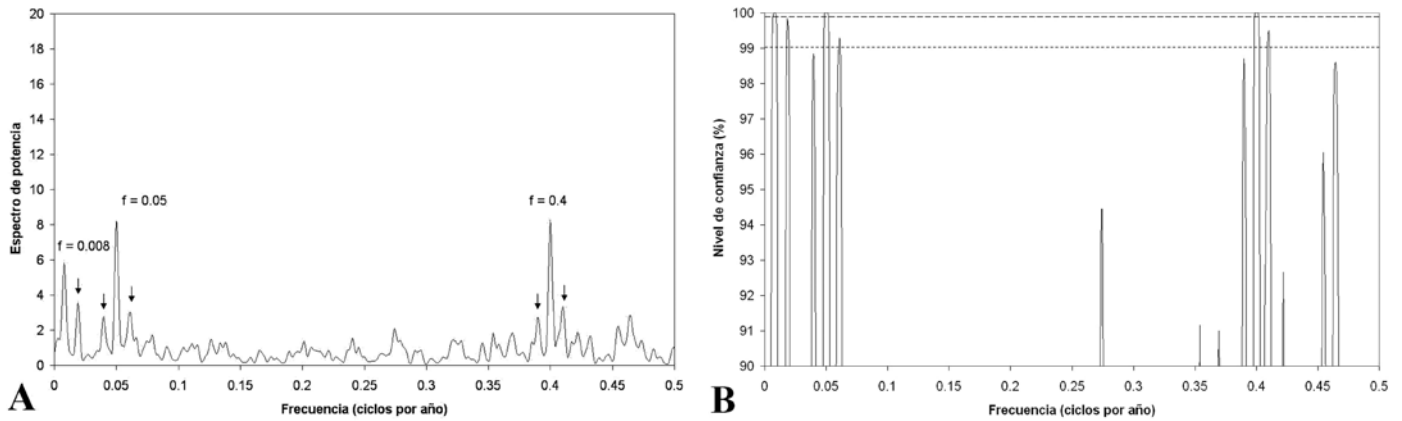 20
18
16
14
12
10
8
6
4
2
0
Espectro de potencia
f = 0.008
f = 0.05
f = 0.4
0 0.05 0.1 0.15 0.2 0.25 0.3 0.35 0.4 0.45 0.5
Frecuencia (ciclos por año)
A
100
99
98
97
96
95
94
93
92
91
90
Nivel de confianza (%)
0 0.05 0.1 0.15 0.2 0.25 0.3 0.35 0.4 0.45 0.5
Frecuencia (ciclos por año)
B